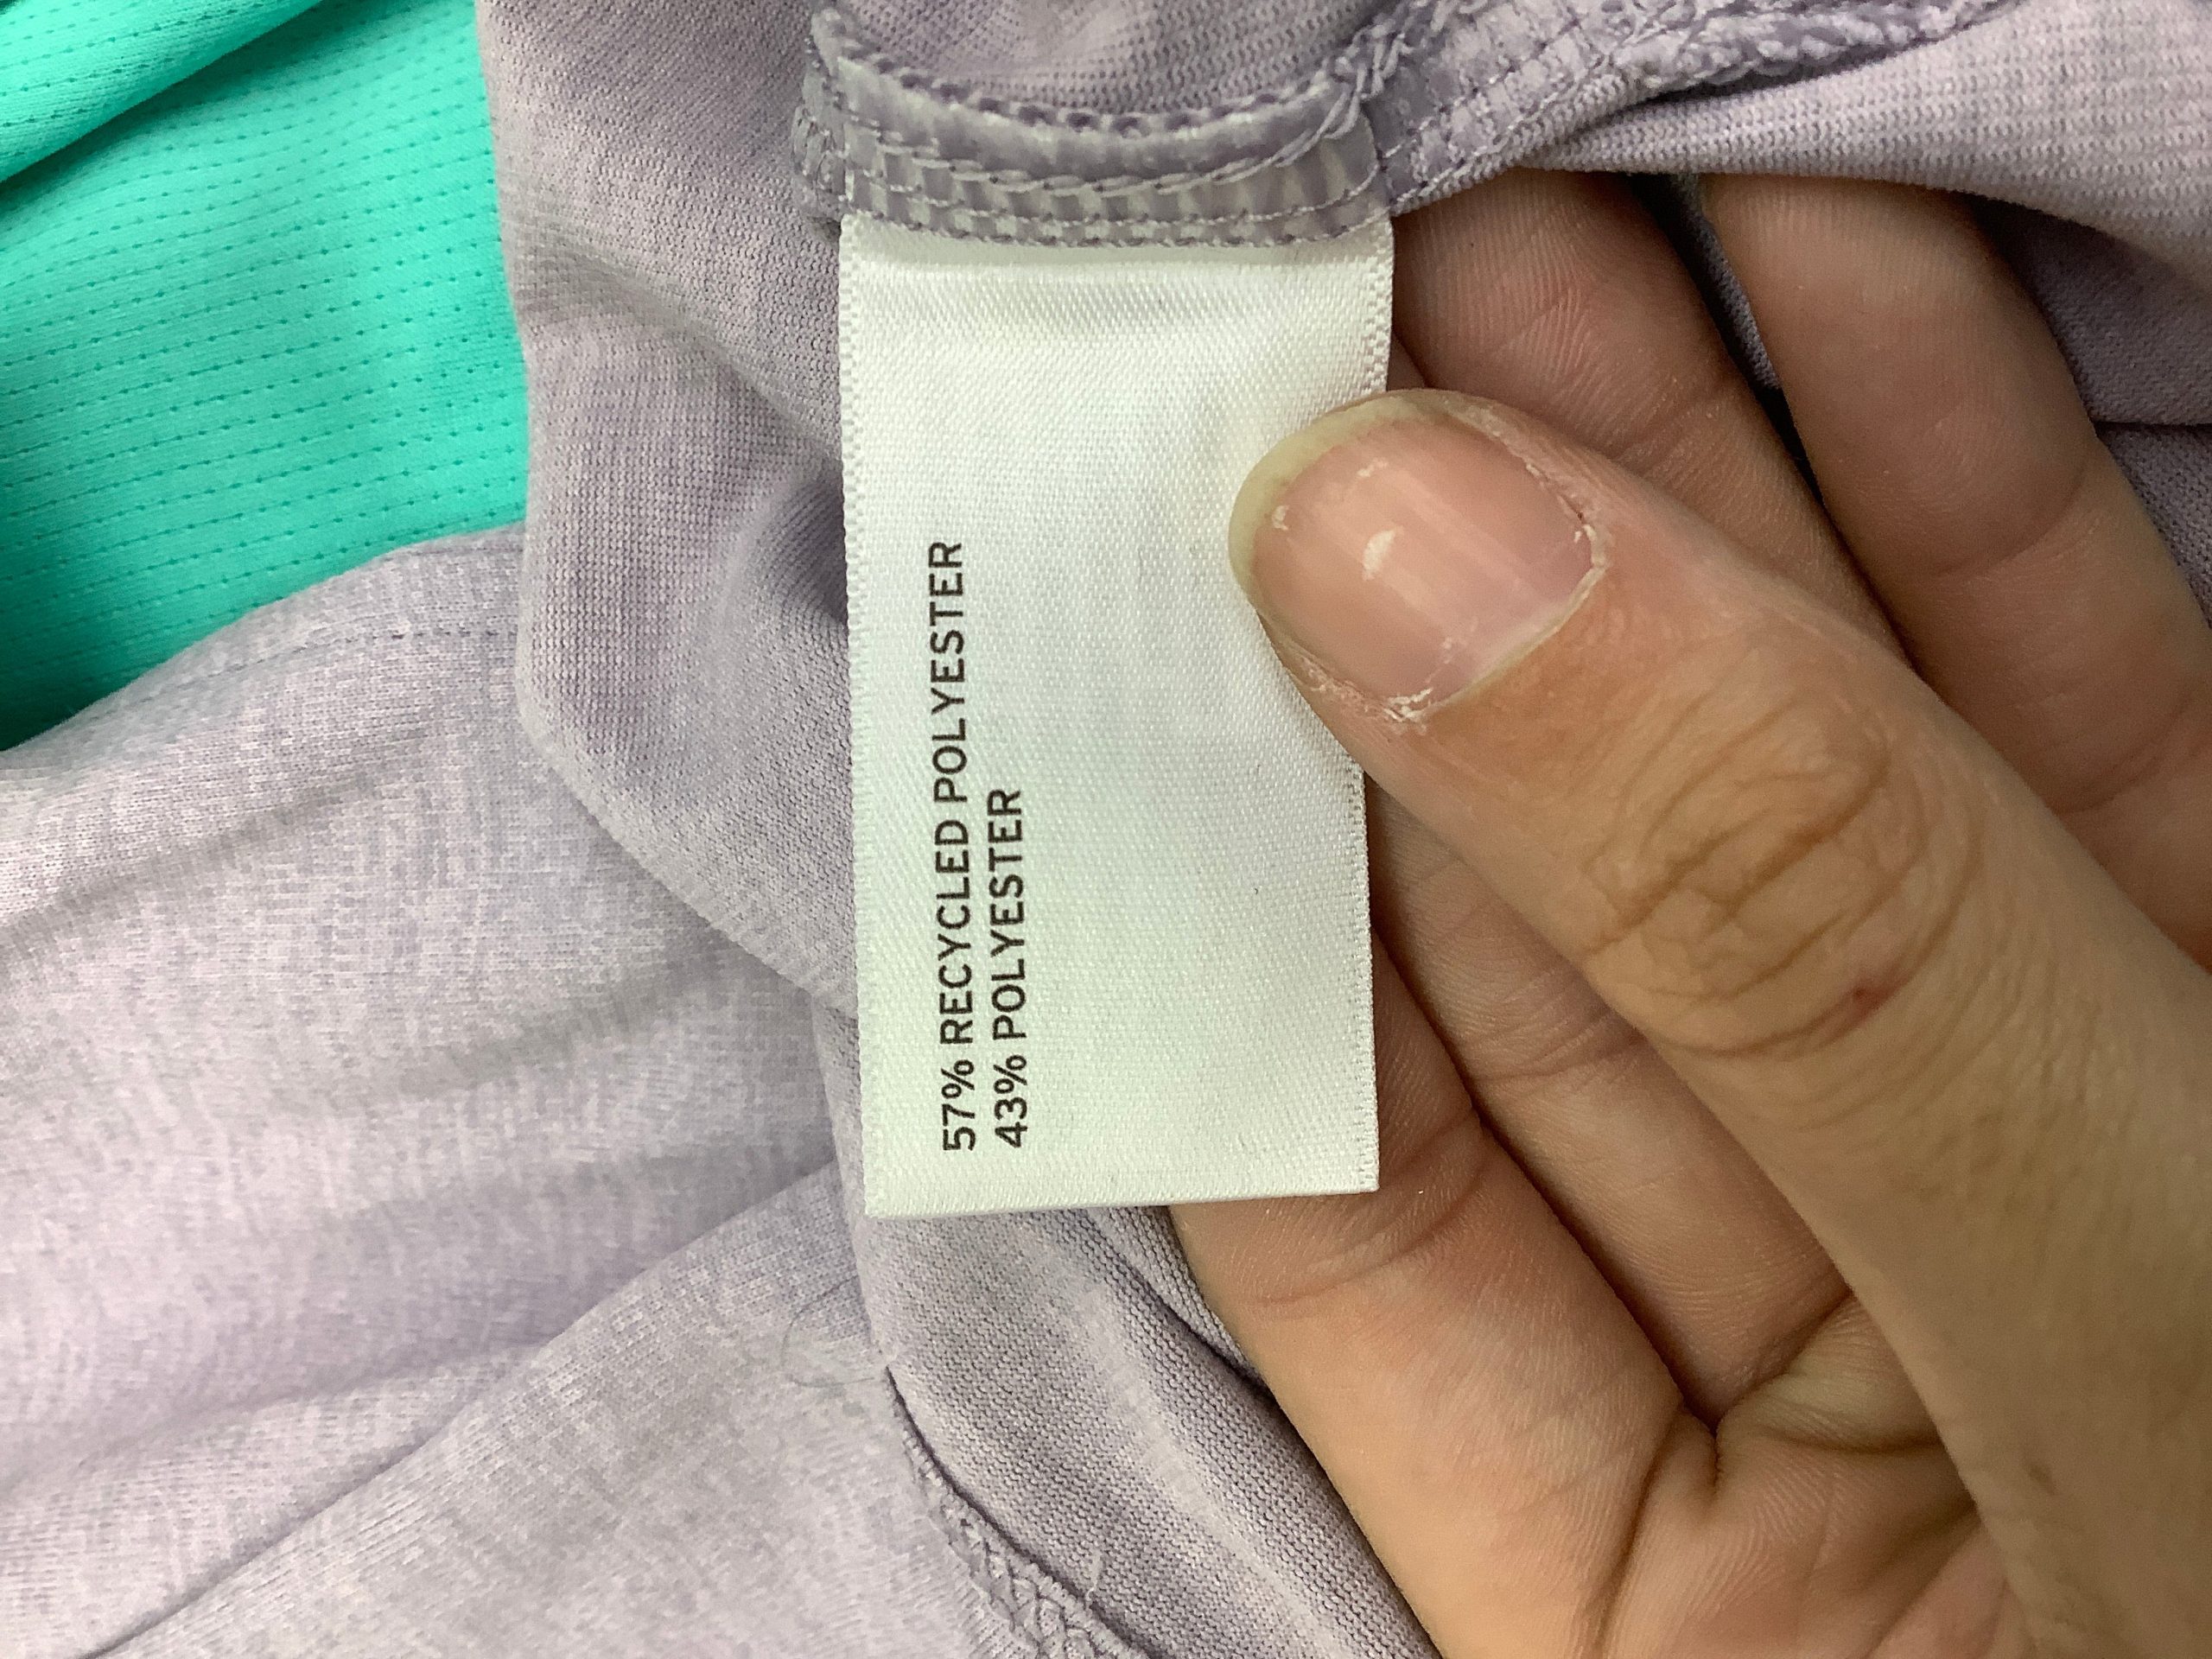 57% RECYCLED POLYESTER
43% POLYESTER